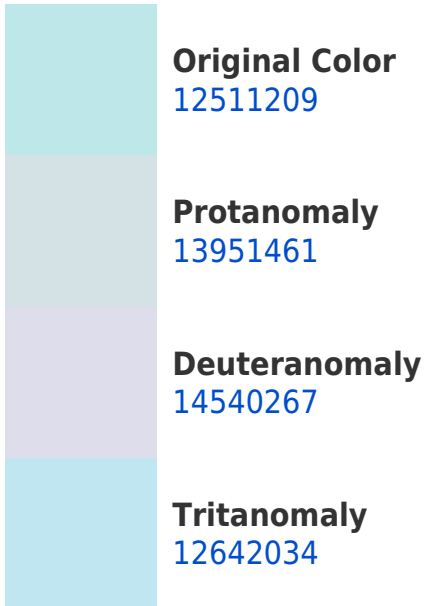 Original Color
12511209
Protanomaly
13951461
Deuteranomaly
14540267
Tritanomaly
12642034